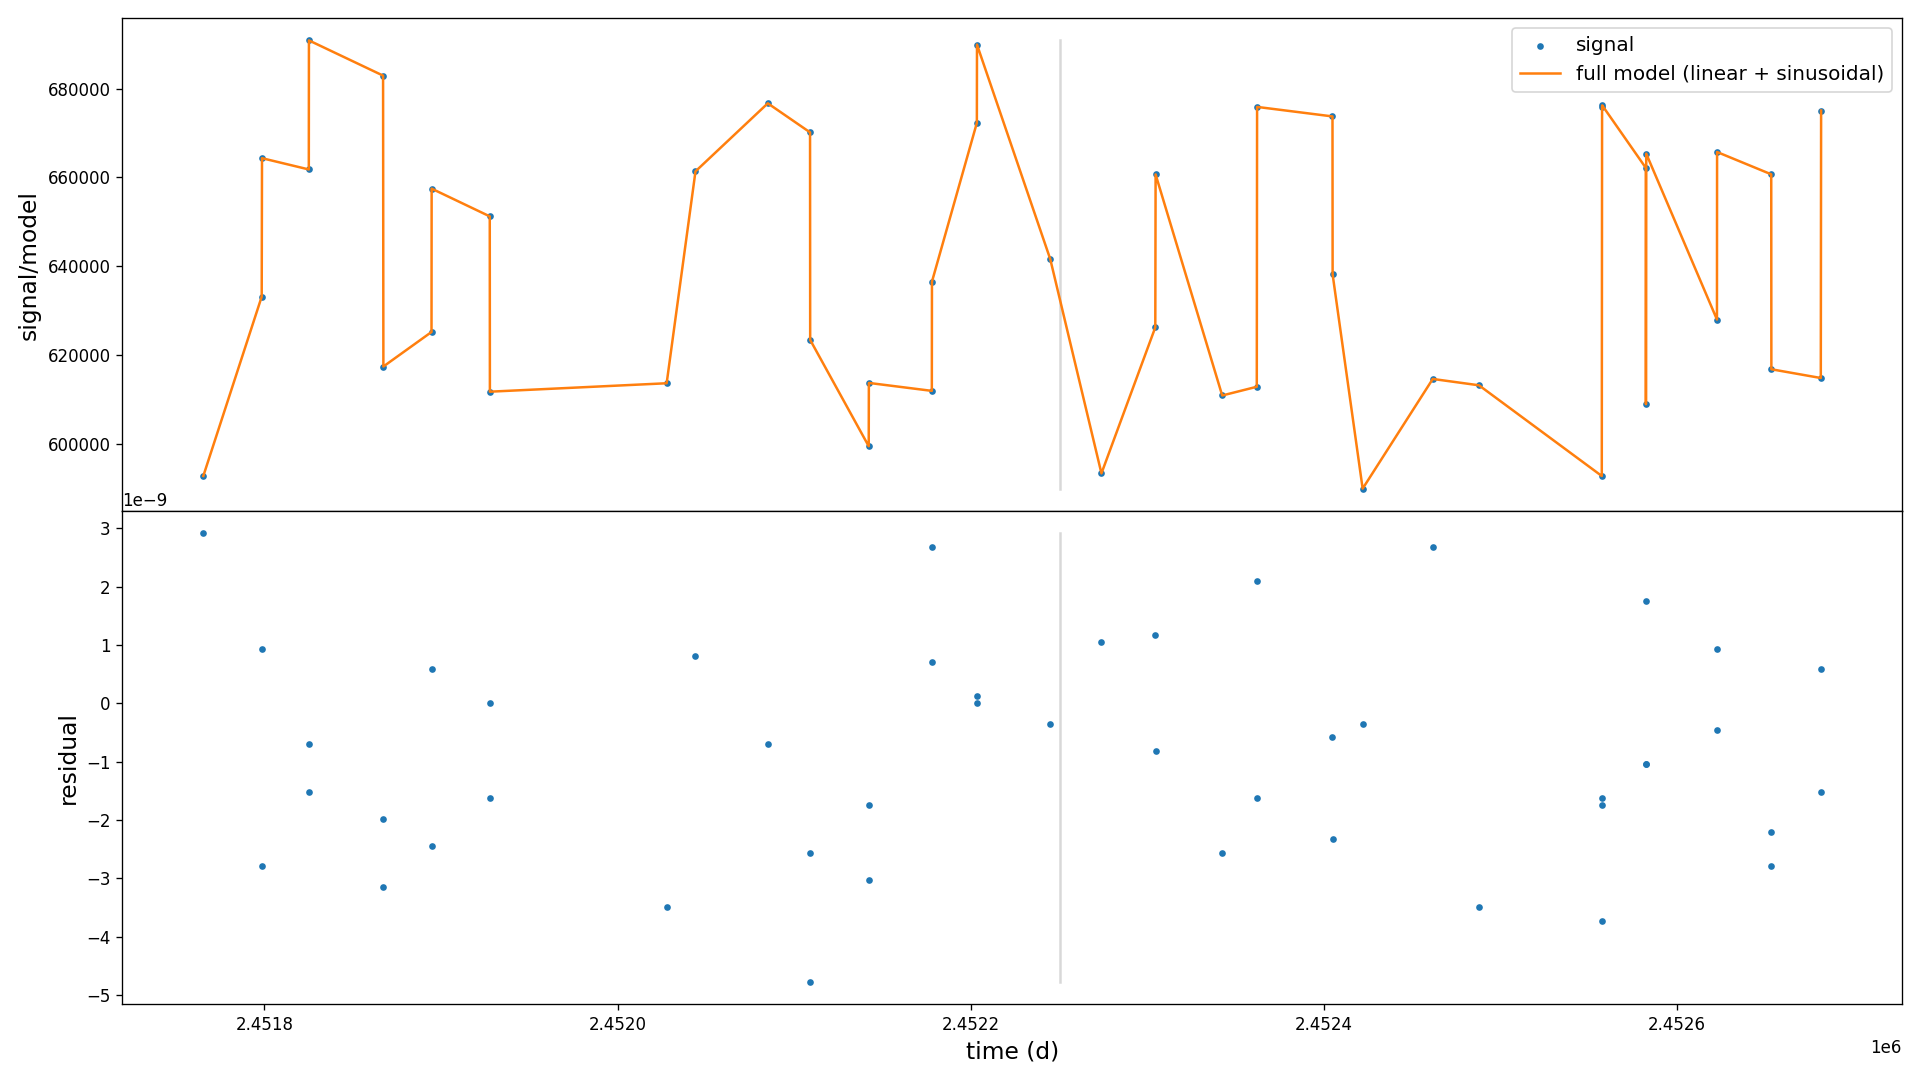 signal
full model (linear + sinusoidal)
680000
660000
640000
620000
600000
signal/model
1e−9
3
2
1
0
−1
−2
−3
−4
−5
residual
2.4518
2.4520
2.4522
2.4524
2.4526
time (d)
1e6